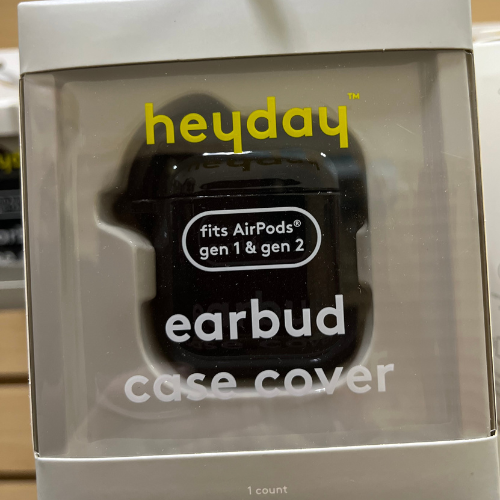 heyday™
fits AirPods®
gen 1 & gen 2
earbud
case cover
1 count